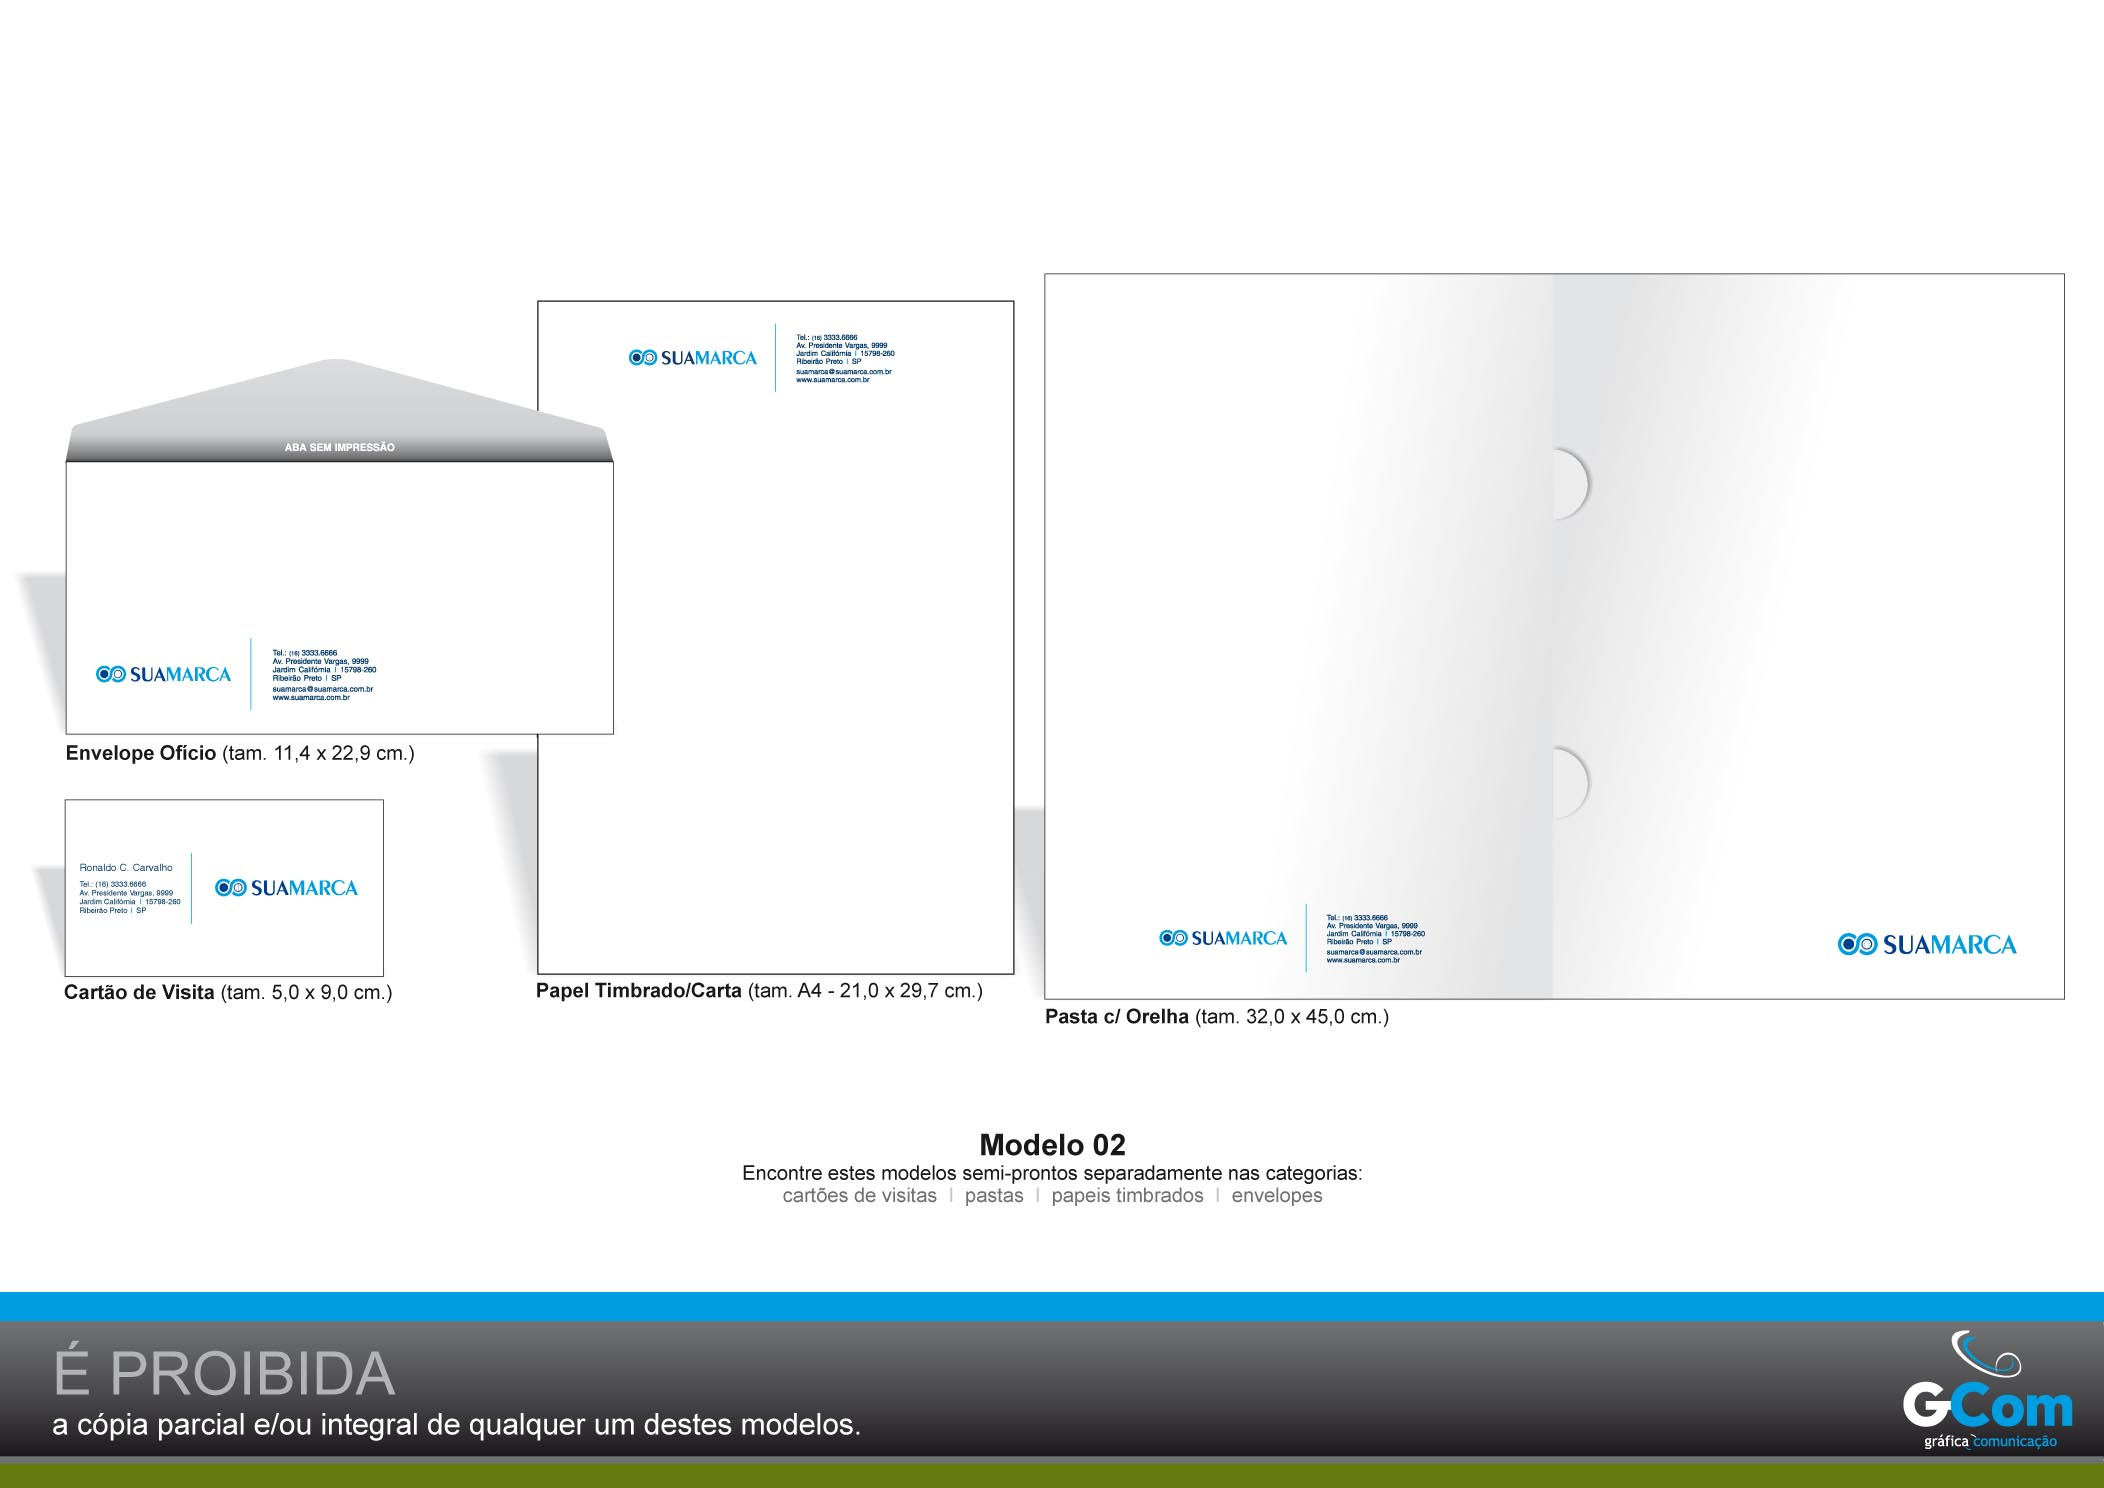 ABA SEM IMPRESSÃO
SUAMARCA
Tel.: (16) 3333.6666
Av. Presidente Vargas, 9999
Jardim Califórnia | 15798-260
Ribeirão Preto | SP
suamarca@suamarca.com.br
www.suamarca.com.br
Envelope Ofício (tam. 11,4 x 22,9 cm.)
Ronaldo C. Carvalho
Tel.: (16) 3333.6666
Av. Presidente Vargas, 9999
Jardim Califórnia | 15798-260
Ribeirão Preto | SP
SUAMARCA
Cartão de Visita (tam. 5,0 x 9,0 cm.)
SUAMARCA
Tel.: (16) 3333.6666
Av. Presidente Vargas, 9999
Jardim Califórnia | 15798-260
Ribeirão Preto | SP
suamarca@suamarca.com.br
www.suamarca.com.br
Papel Timbrado/Carta (tam. A4 - 21,0 x 29,7 cm.)
SUAMARCA
Tel.: (16) 3333.6666
Av. Presidente Vargas, 9999
Jardim Califórnia | 15798-260
Ribeirão Preto | SP
suamarca@suamarca.com.br
www.suamarca.com.br
SUAMARCA
Pasta c/ Orelha (tam. 32,0 x 45,0 cm.)
Modelo 02
Encontre estes modelos semi-prontos separadamente nas categorias:
cartões de visitas | pastas | papeis timbrados | envelopes
É PROIBIDA
a cópia parcial e/ou integral de qualquer um destes modelos.
GCom
gráfica comunicação